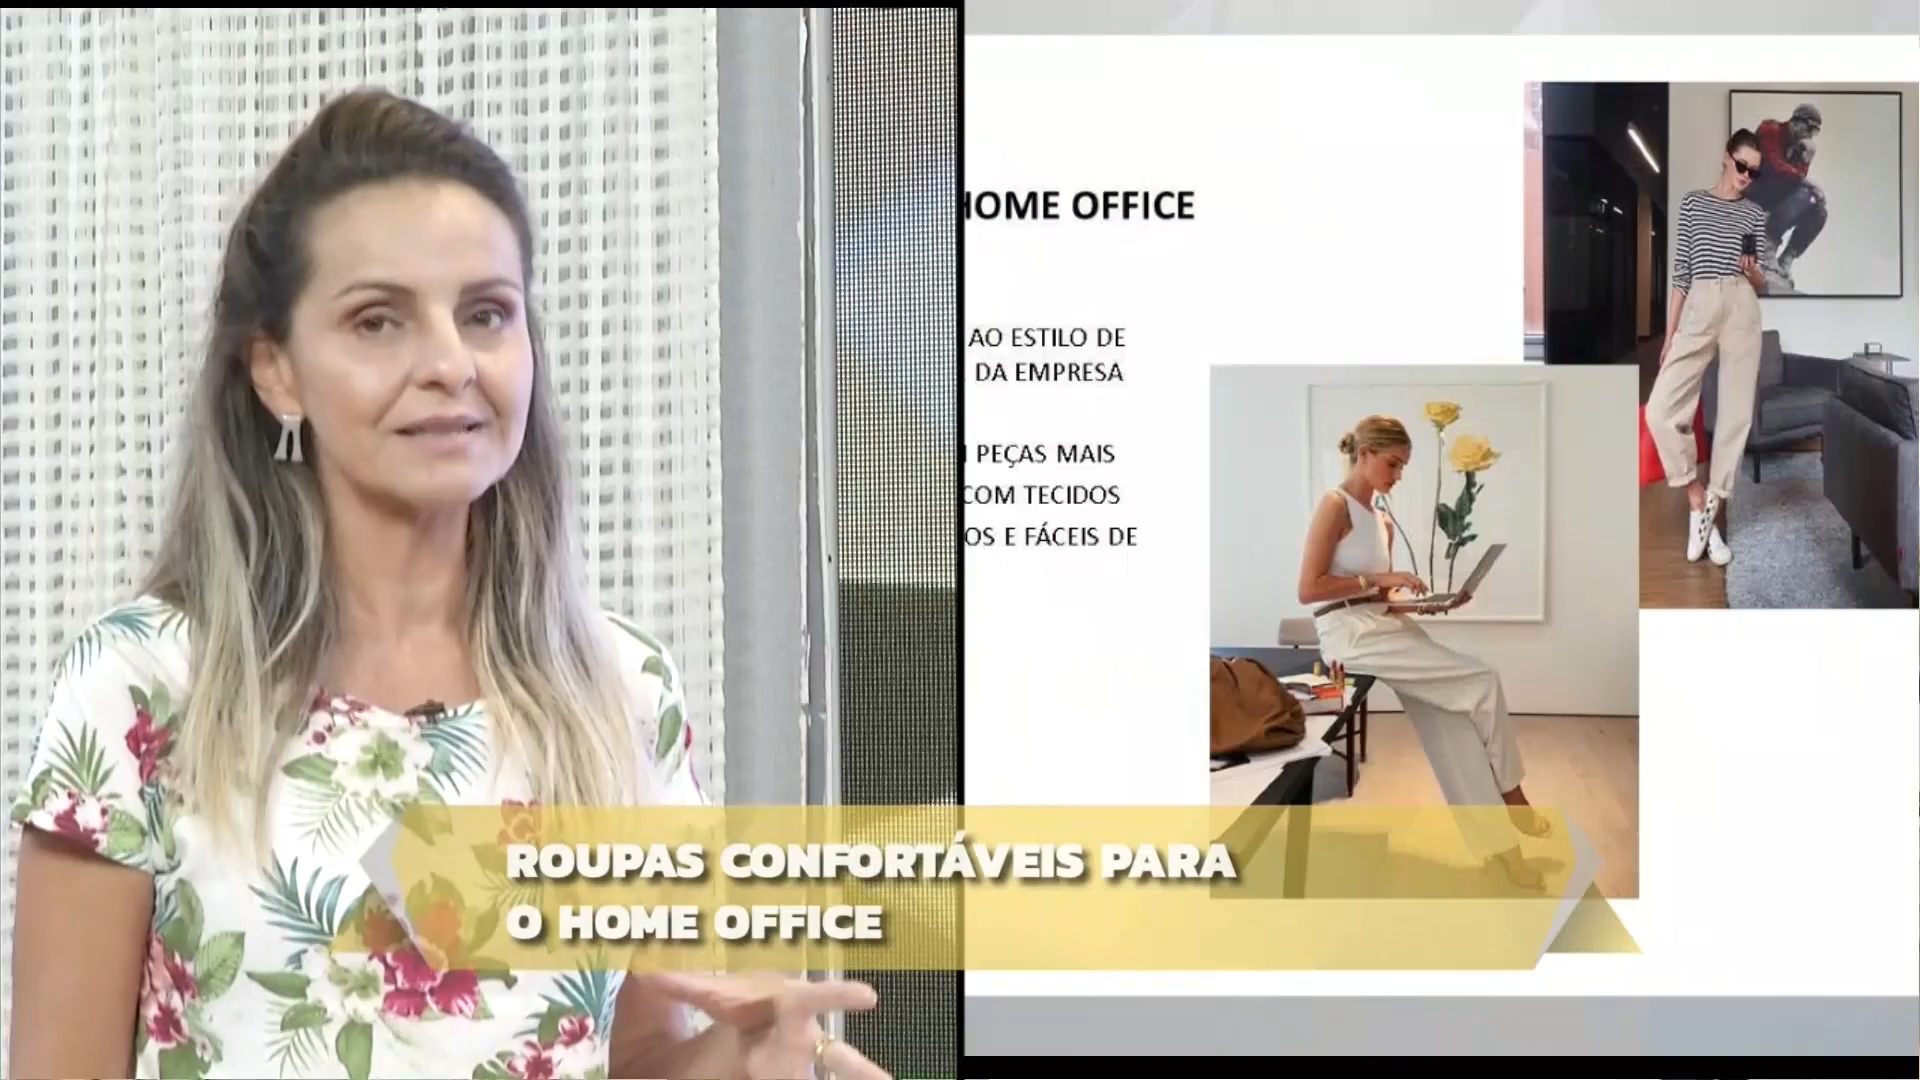 HOME OFFICE
AO ESTILO DE
DA EMPRESA
PEÇAS MAIS
COM TECIDOS
OS E FÁCEIS DE
ROUPAS CONFORTÁVEIS PARA
O HOME OFFICE